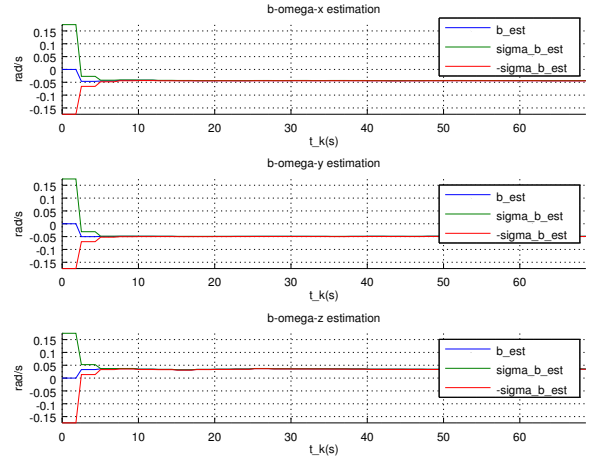 b-omega-x estimation
0.15
0.1
0.05
0
-0.05
-0.1
-0.15
rad/s
b_est
sigma_b_est
-sigma_b_est
0 10 20 30 40 50 60
t_k(s)
b-omega-y estimation
0.15
0.1
0.05
0
-0.05
-0.1
-0.15
rad/s
b_est
sigma_b_est
-sigma_b_est
0 10 20 30 40 50 60
t_k(s)
b-omega-z estimation
0.15
0.1
0.05
0
-0.05
-0.1
-0.15
rad/s
b_est
sigma_b_est
-sigma_b_est
0 10 20 30 40 50 60
t_k(s)